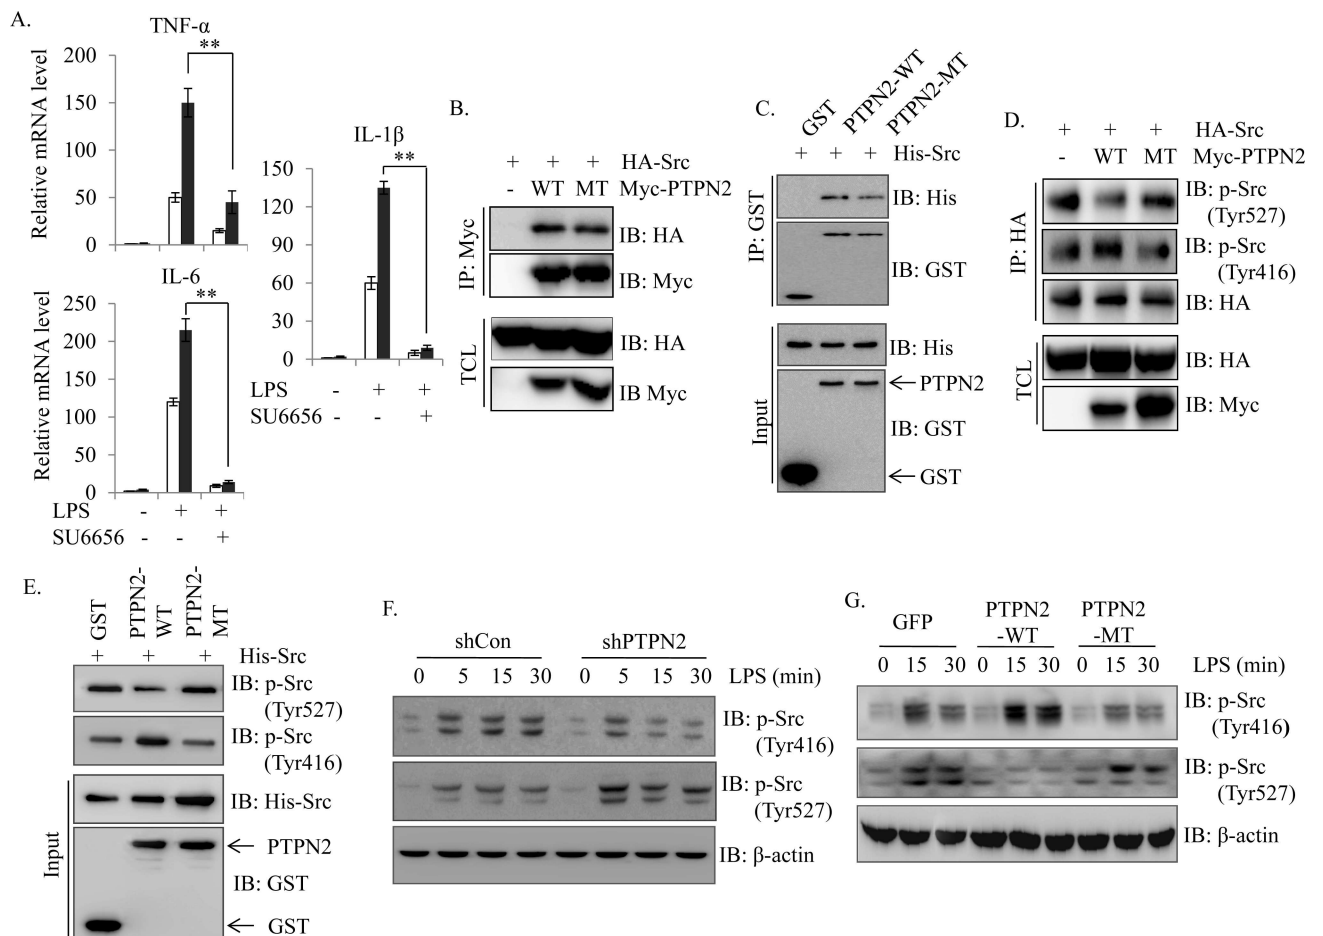 A.
TNF-α
Relative mRNA level
200
150
100
50
0
**
IL-6
Relative mRNA level
250
200
150
100
50
0
**
LPS - + +
SU6656 - - +
IL-1β
150
120
90
60
30
0
**
LPS - + +
SU6656 - - +
B.
+ + + HA-Src
- WT MT Myc-PTPN2
IP: Myc
IB: HA
IB: Myc
TCL
IB: HA
IB Myc
C.
GST
PTPN2-WT
PTPN2-MT
+ + + His-Src
IP: GST
IB: His
IB: GST
Input
IB: His
PTPN2
IB: GST
GST
D.
+ + + HA-Src
- WT MT Myc-PTPN2
IP: HA
IB: p-Src
(Tyr527)
IB: p-Src
(Tyr416)
IB: HA
TCL
IB: HA
IB: Myc
E.
GST
PTPN2-
WT
PTPN2-
MT
+ + + His-Src
IB: p-Src
(Tyr527)
IB: p-Src
(Tyr416)
Input
IB: His-Src
PTPN2
IB: GST
GST
F.
shCon shPTPN2
0 5 15 30 0 5 15 30 LPS (min)
IB: p-Src
(Tyr416)
IB: p-Src
(Tyr527)
IB: β-actin
G.
GFP PTPN2 PTPN2
-WT -MT
0 15 30 0 15 30 0 15 30 LPS (min)
IB: p-Src
(Tyr416)
IB: p-Src
(Tyr527)
IB: β-actin